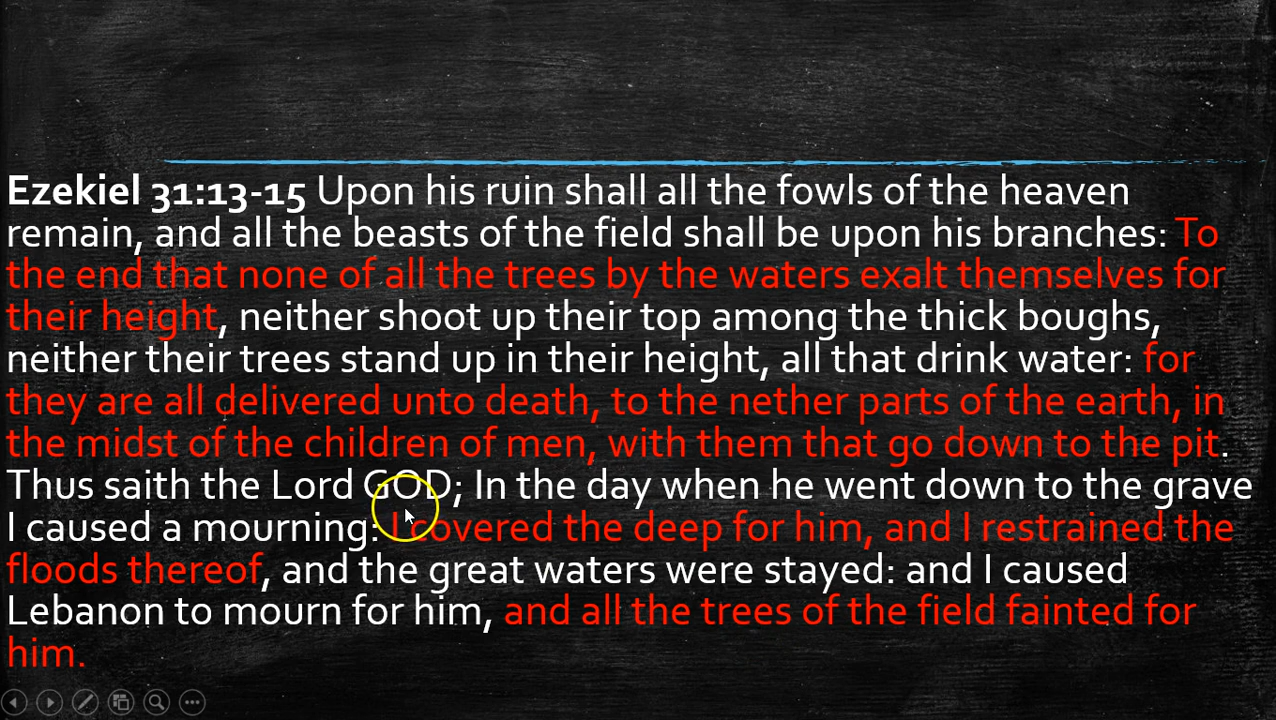 Ezekiel 31:13-15 Upon his ruin shall all the fowls of the heaven
remain, and all the beasts of the field shall be upon his branches: To
the end that none of all the trees by the waters exalt themselves for
their height, neither shoot up their top among the thick boughs,
neither their trees stand up in their height, all that drink water: for
they are all delivered unto death, to the nether parts of the earth, in
the midst of the children of men, with them that go down to the pit.
Thus saith the Lord GOD; In the day when he went down to the grave
I caused a mourning: I covered the deep for him, and I restrained the
floods thereof, and the great waters were stayed: and I caused
Lebanon to mourn for him, and all the trees of the field fainted for
him.